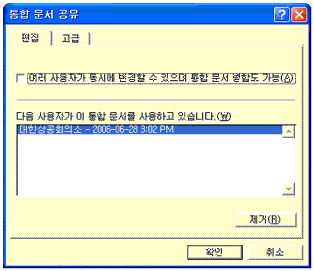 통합 문서 공유
편집 고급
여러 사용자가 동시에 변경할 수 있으며 통합 문서 병합도 가능(A)
다음 사용자가 이 통합 문서를 사용하고 있습니다.(W)
대한상공회의소 - 2006-06-28 3:02 PM
제거(R)
확인 취소